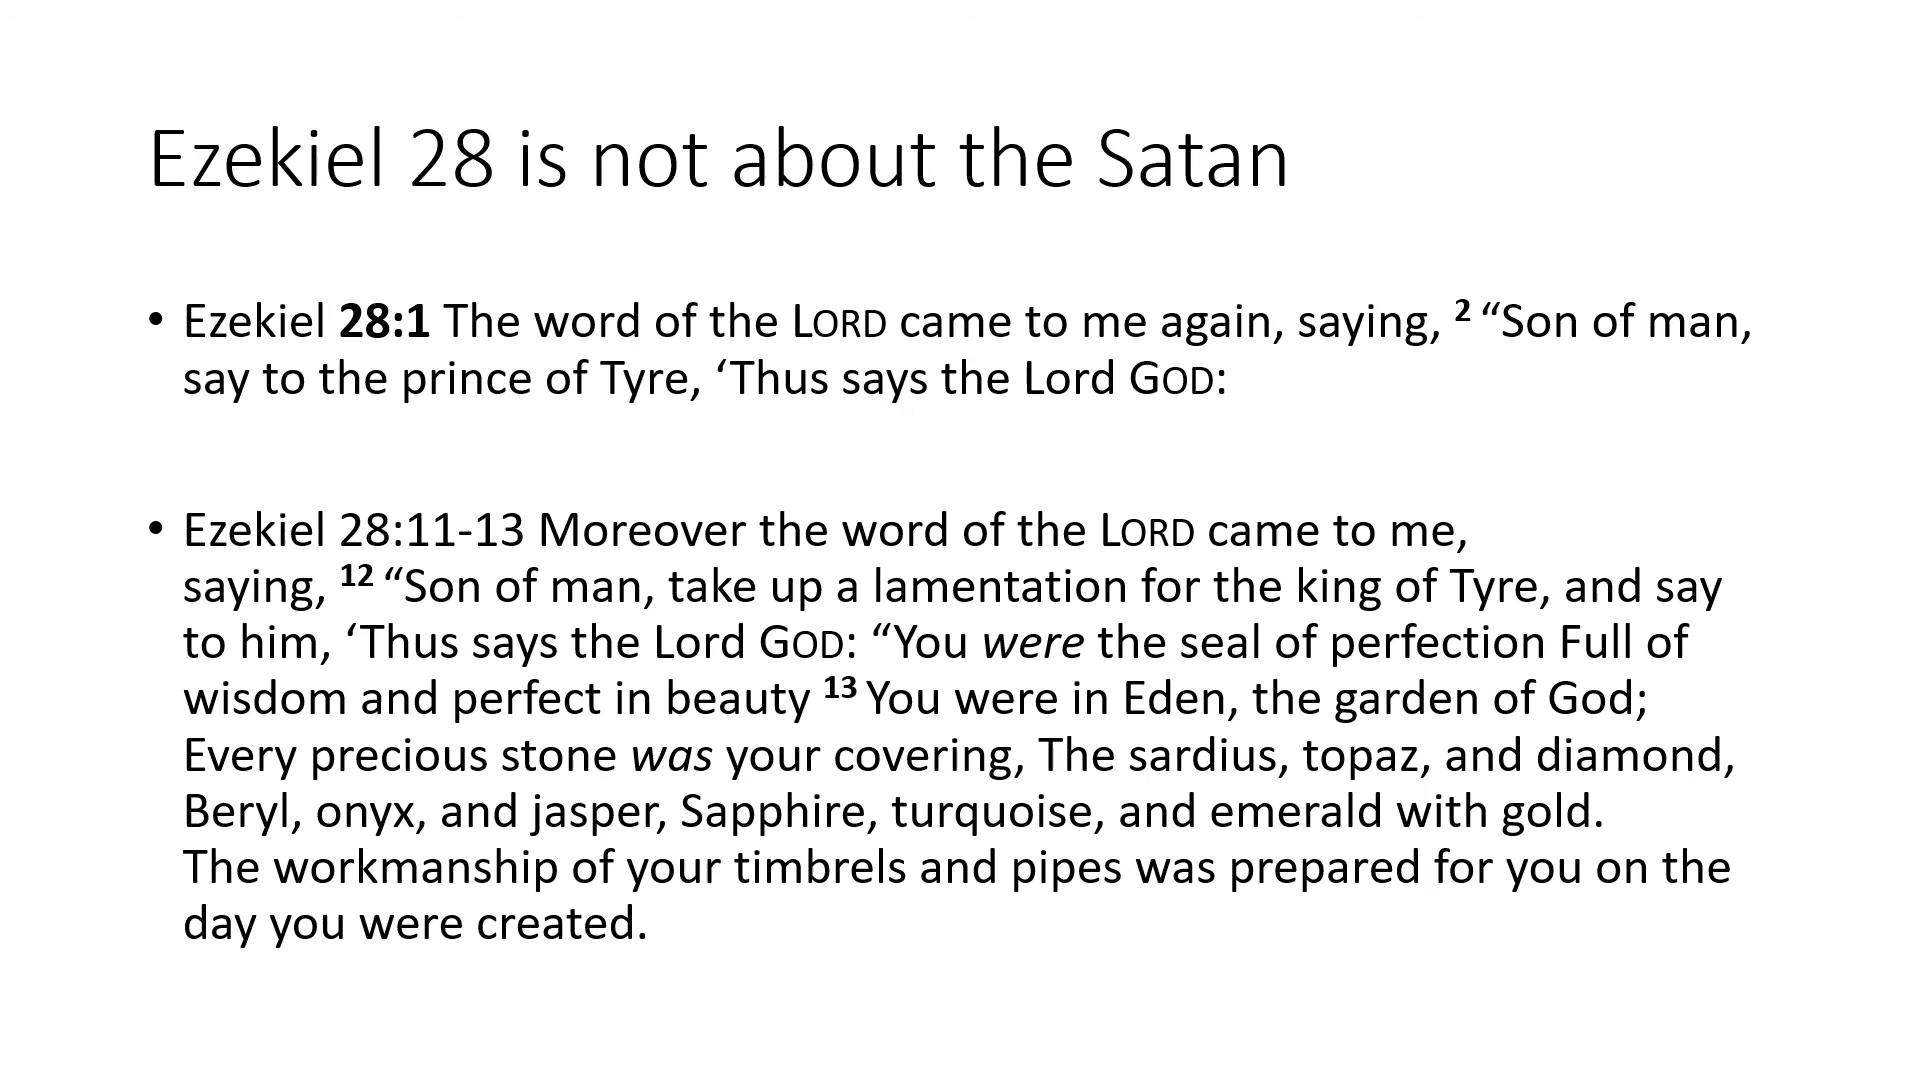 Ezekiel 28 is not about the Satan
• Ezekiel 28:1 The word of the LORD came to me again, saying, 2 “Son of man,
say to the prince of Tyre, ‘Thus says the Lord GOD:
• Ezekiel 28:11-13 Moreover the word of the LORD came to me,
saying, 12 “Son of man, take up a lamentation for the king of Tyre, and say
to him, ‘Thus says the Lord GOD: “You were the seal of perfection Full of
wisdom and perfect in beauty 13 You were in Eden, the garden of God;
Every precious stone was your covering, The sardius, topaz, and diamond,
Beryl, onyx, and jasper, Sapphire, turquoise, and emerald with gold.
The workmanship of your timbrels and pipes was prepared for you on the
day you were created.